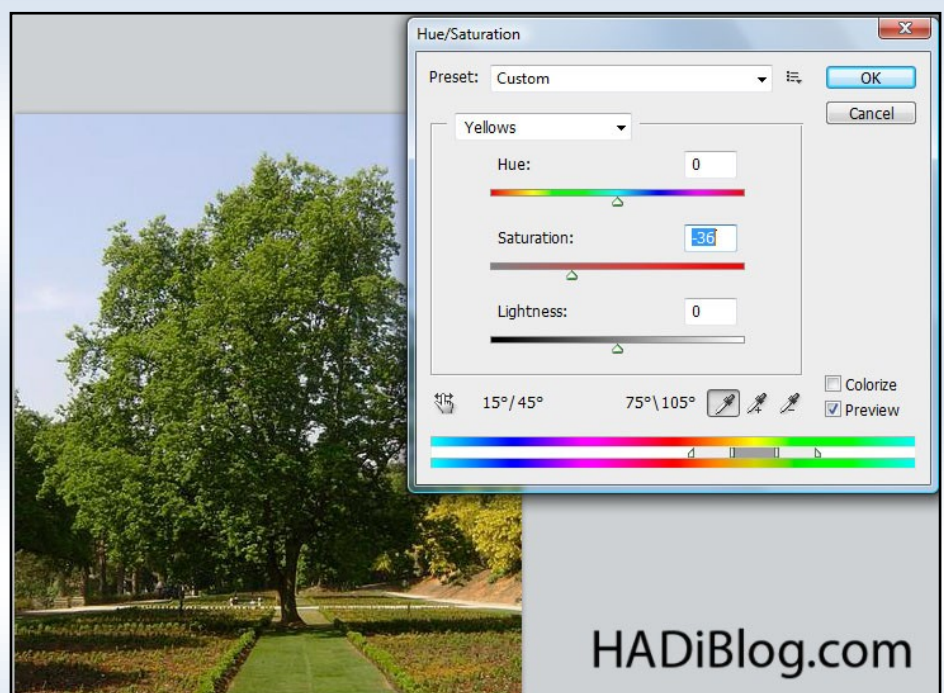 Hue/Saturation
Preset: Custom
OK
Cancel
Yellows
Hue: 0
Saturation: -36
Lightness: 0
Colorize
15°/45° 75°\105° Preview
HADiBlog.com